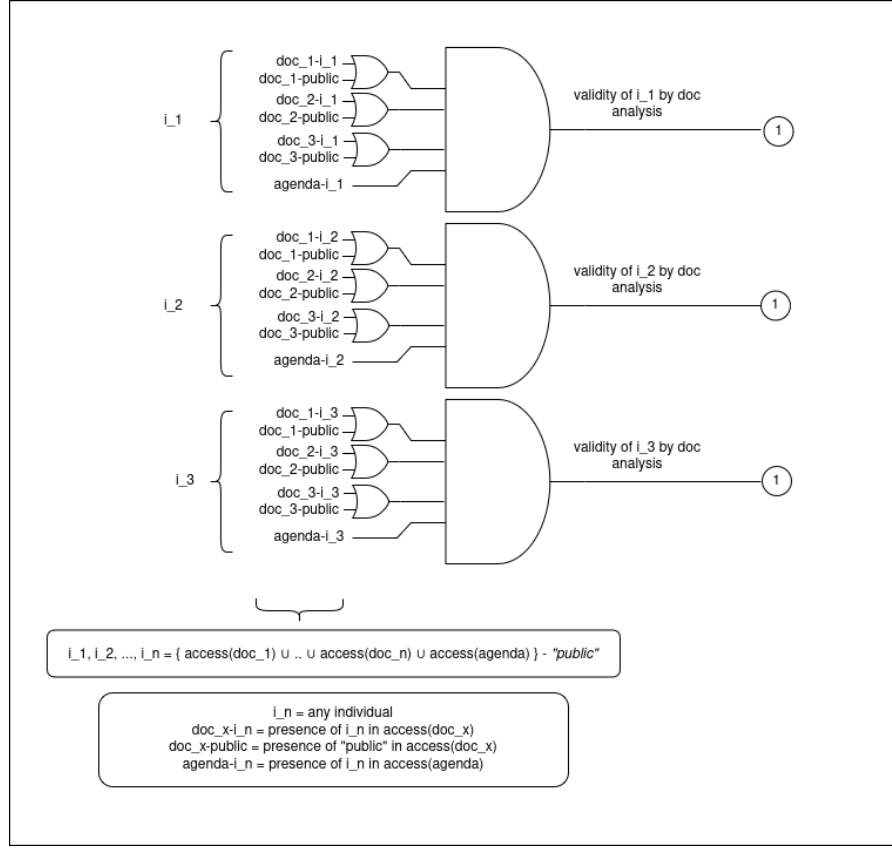 doc_1-i_1
doc_1-public
doc_2-i_1
doc_2-public
doc_3-i_1
doc_3-public
agenda-i_1
i_1
validity of i_1 by doc
analysis
1
doc_1-i_2
doc_1-public
doc_2-i_2
doc_2-public
doc_3-i_2
doc_3-public
agenda-i_2
i_2
validity of i_2 by doc
analysis
1
doc_1-i_3
doc_1-public
doc_2-i_3
doc_2-public
doc_3-i_3
doc_3-public
agenda-i_3
i_3
validity of i_3 by doc
analysis
1
i_1, i_2, ..., i_n = { access(doc_1) ∪ .. ∪ access(doc_n) ∪ access(agenda) } - "public"
i_n = any individual
doc_x-i_n = presence of i_n in access(doc_x)
doc_x-public = presence of "public" in access(doc_x)
agenda-i_n = presence of i_n in access(agenda)